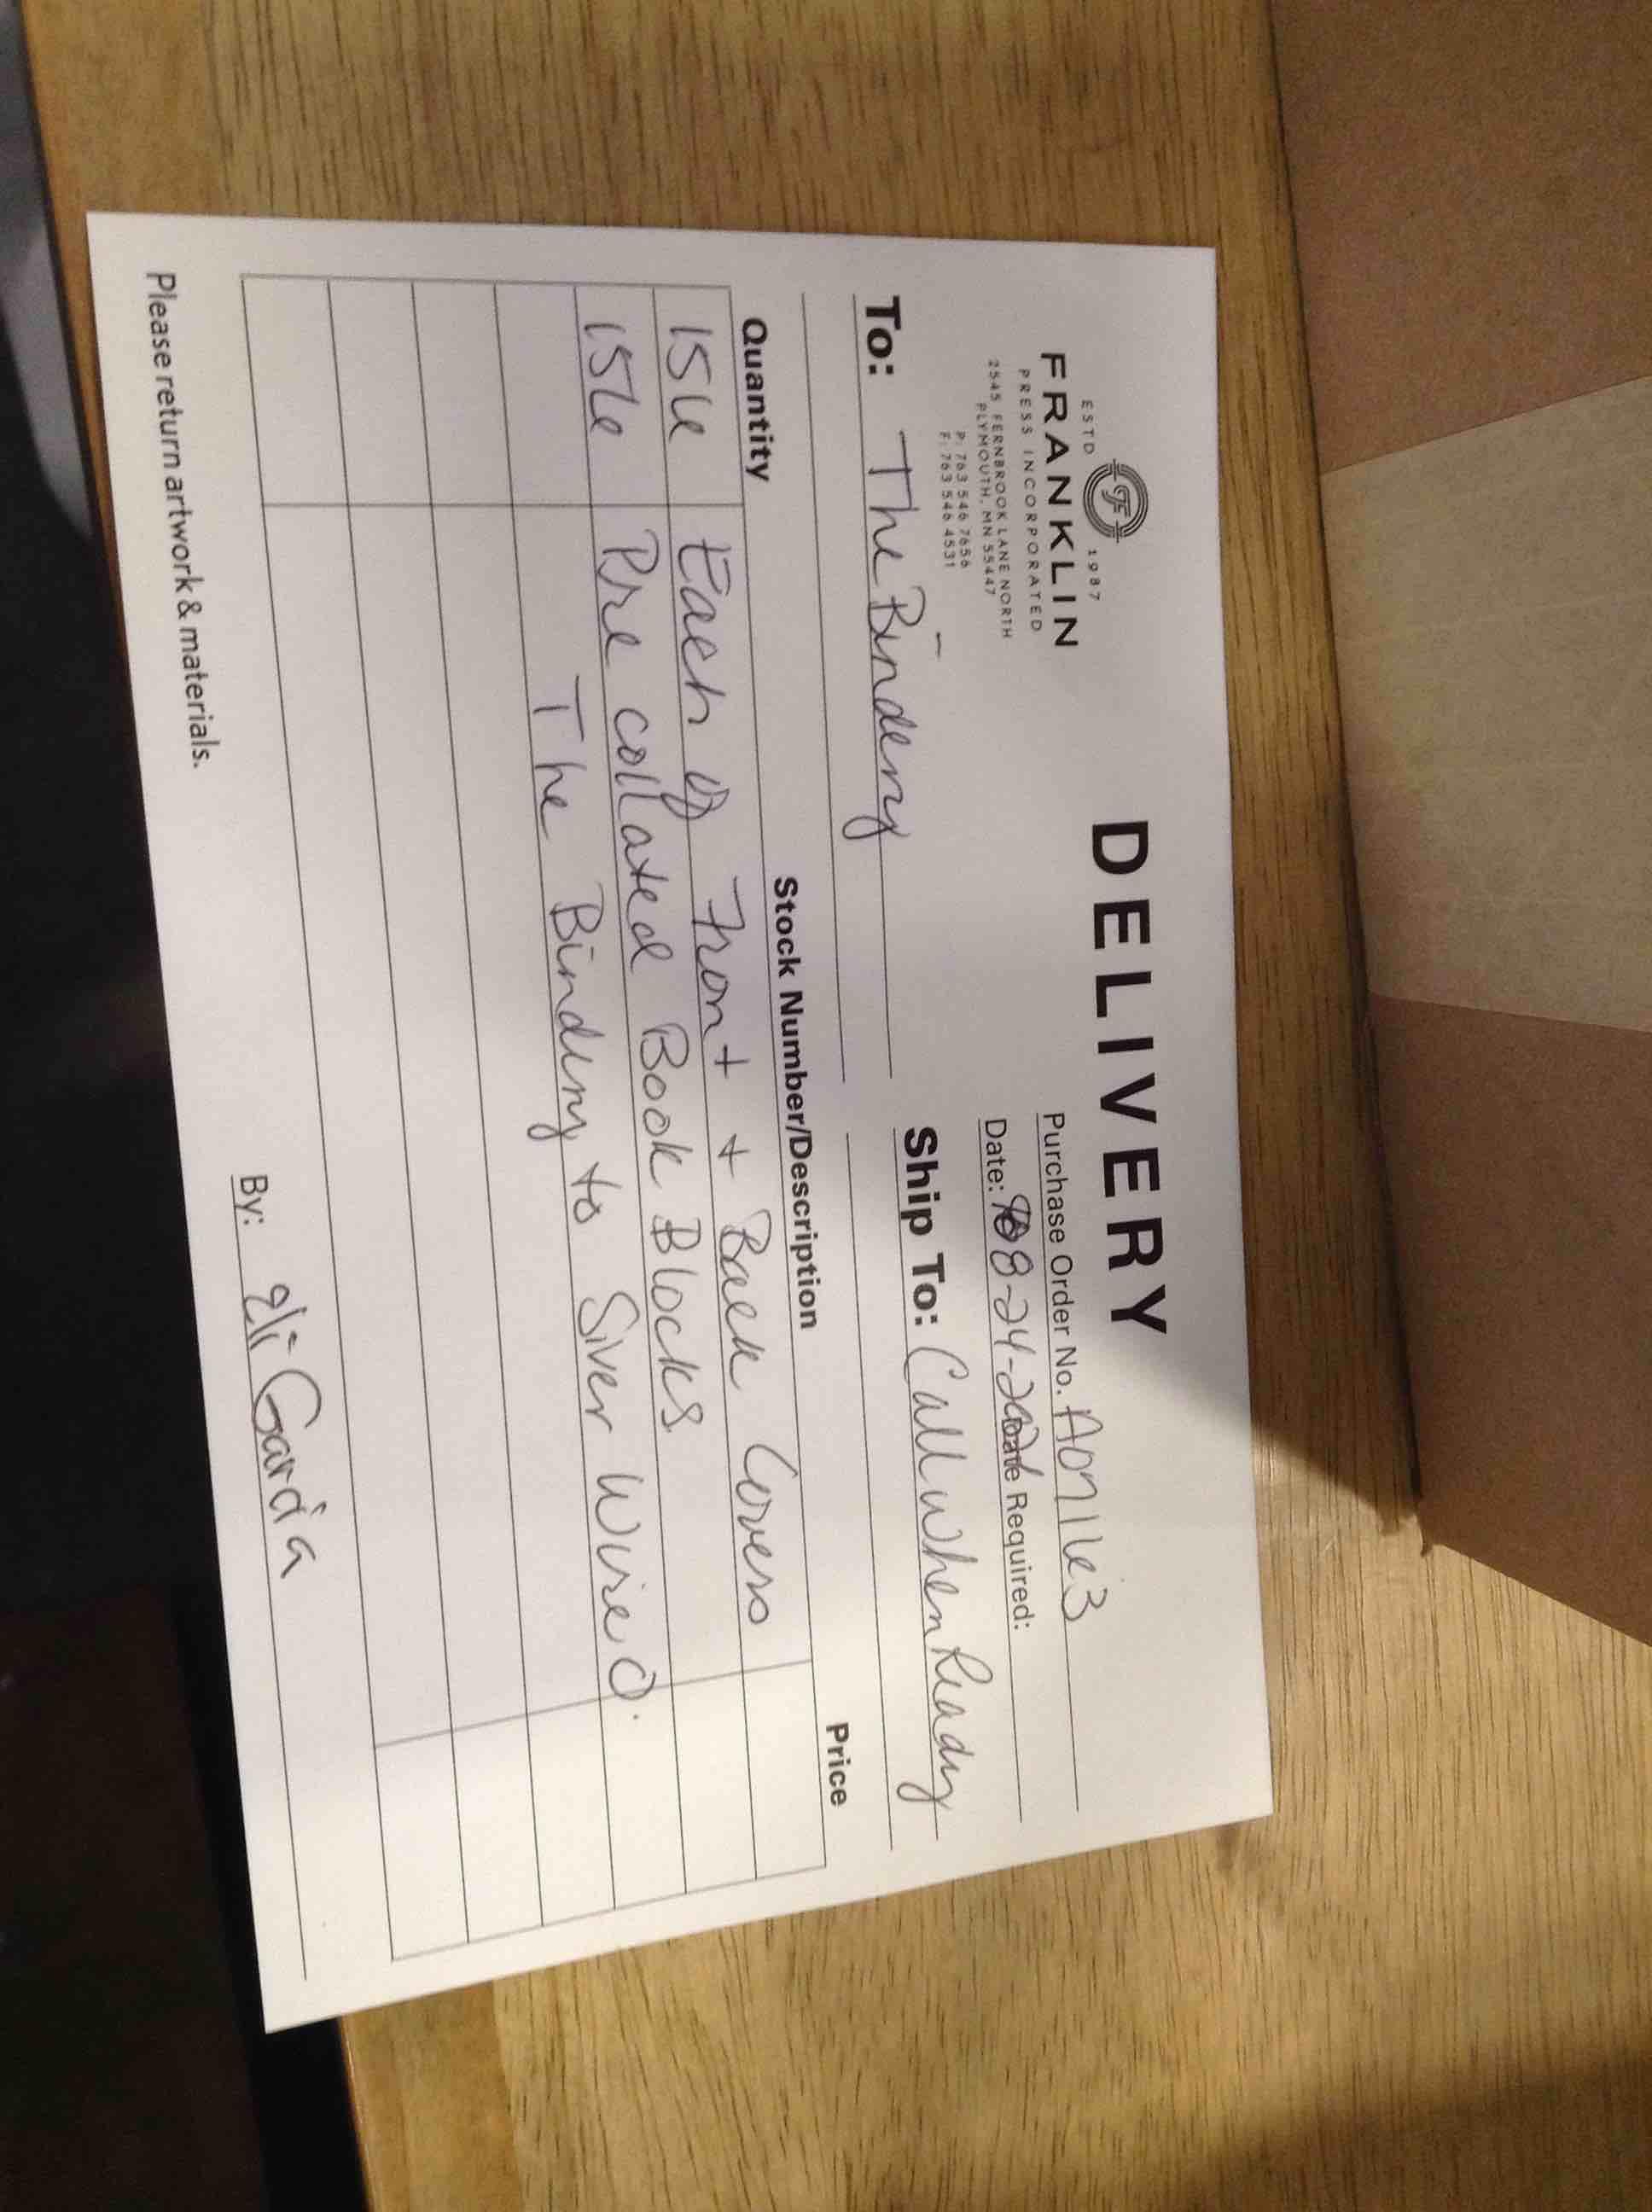 ESTD 1987
FRANKLIN
PRESS INCORPORATED
2545 FERNBROOK LANE NORTH
PLYMOUTH, MN 55447
P: 763 546 7656
F: 763 546 4531
DELIVERY
Purchase Order No.
Date: 08-24- Date Required:
To: The Bindery
Ship To: Call when Ready
Quantity Stock Number/Description Price
156 Each of Front + Back Covers
156 Pre collated Book Blocks
The Bindery to Silver Wire O.
Please return artwork & materials.
By: Eli Garcia